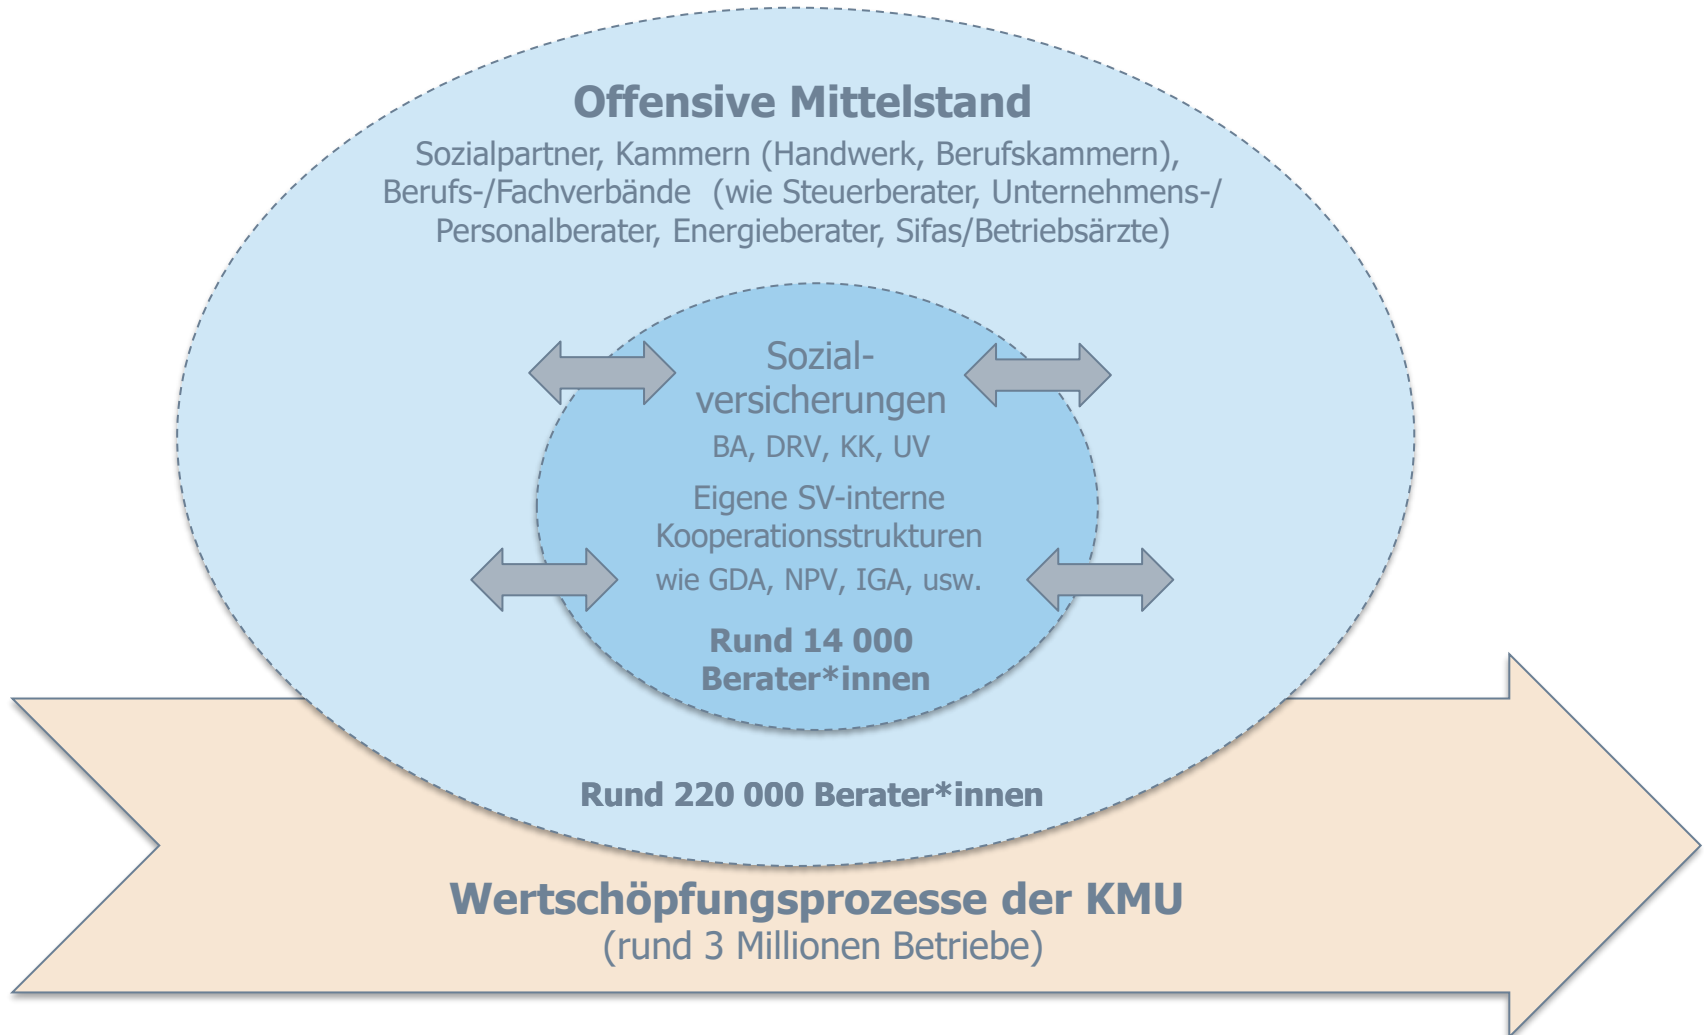 Offensive Mittelstand
Sozialpartner, Kammern (Handwerk, Berufskammern),
Berufs-/Fachverbände (wie Steuerberater, Unternehmens-/
Personalberater, Energieberater, Sifas/Betriebsärzte)
Sozial-
versicherungen
BA, DRV, KK, UV
Eigene SV-interne
Kooperationsstrukturen
wie GDA, NPV, IGA, usw.
Rund 14 000
Berater*innen
Rund 220 000 Berater*innen
Wertschöpfungsprozesse der KMU
(rund 3 Millionen Betriebe)